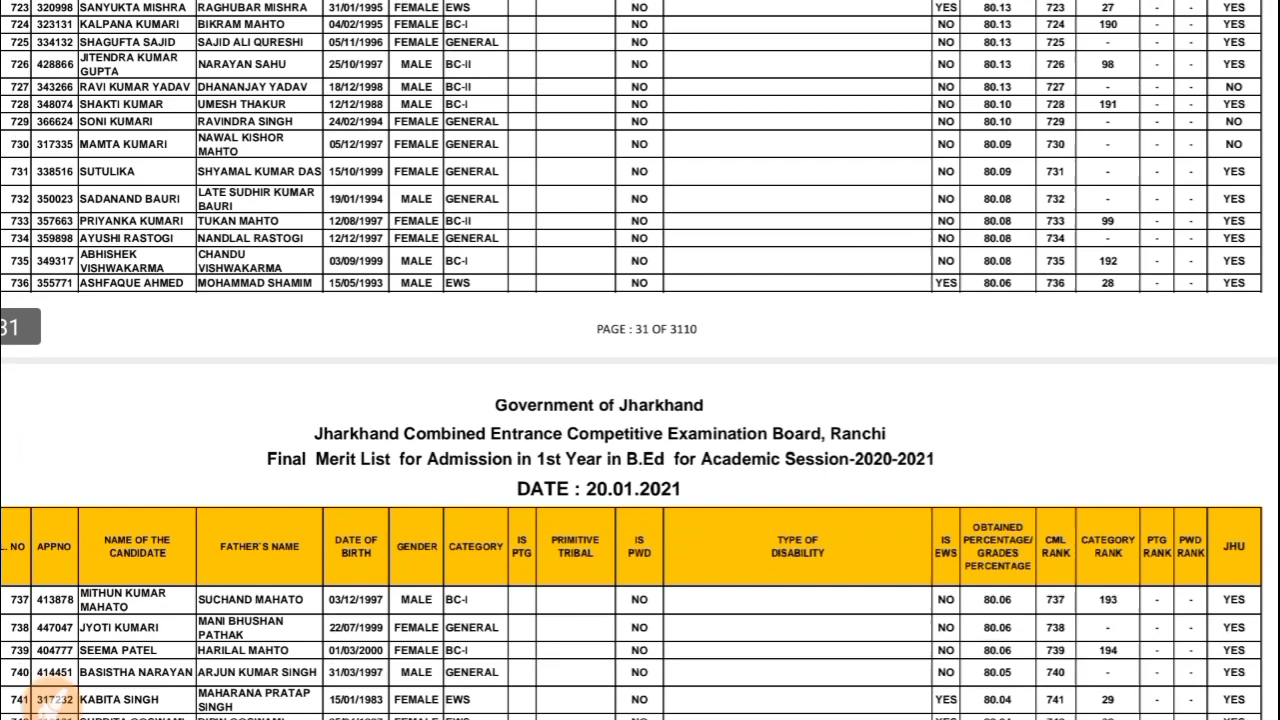 723 320998 SANYUKTA MISHRA RAGHUBAR MISHRA 31/01/1995 FEMALE EWS NO YES 80.13 723 27 - - YES
724 323131 KALPANA KUMARI BIKRAM MAHTO 04/02/1995 FEMALE BC-I NO NO 80.13 724 190 - - YES
725 334132 SHAGUFTA SAJID SAJID ALI QURESHI 05/11/1996 FEMALE GENERAL NO NO 80.13 725 - - - YES
726 428866 JITENDRA KUMAR GUPTA NARAYAN SAHU 25/10/1997 MALE BC-II NO NO 80.13 726 98 - - YES
727 343266 RAVI KUMAR YADAV DHANANJAY YADAV 18/12/1998 MALE BC-II NO NO 80.13 727 - - - NO
728 348074 SHAKTI KUMAR UMESH THAKUR 12/12/1988 MALE BC-I NO NO 80.10 728 191 - - YES
729 366624 SONI KUMARI RAVINDRA SINGH 24/02/1994 FEMALE GENERAL NO NO 80.10 729 - - - NO
730 317335 MAMTA KUMARI NAWAL KISHOR MAHTO 05/12/1997 FEMALE GENERAL NO NO 80.09 730 - - - NO
731 338516 SUTULIKA SHYAMAL KUMAR DAS 15/10/1999 FEMALE GENERAL NO NO 80.09 731 - - - YES
732 350023 SADANAND BAURI LATE SUDHIR KUMAR BAURI 19/01/1994 MALE GENERAL NO NO 80.08 732 - - - YES
733 357663 PRIYANKA KUMARI TUKAN MAHTO 12/08/1997 FEMALE BC-II NO NO 80.08 733 99 - - YES
734 359898 AYUSHI RASTOGI NANDLAL RASTOGI 12/12/1997 FEMALE GENERAL NO NO 80.08 734 - - - YES
735 349317 ABHISHEK VISHWAKARMA CHANDU VISHWAKARMA 03/09/1999 MALE BC-I NO NO 80.08 735 192 - - YES
736 355771 ASHFAQUE AHMED MOHAMMAD SHAMIM 15/05/1993 MALE EWS NO YES 80.06 736 28 - - YES
31
PAGE : 31 OF 3110
Government of Jharkhand
Jharkhand Combined Entrance Competitive Examination Board, Ranchi
Final Merit List for Admission in 1st Year in B.Ed for Academic Session-2020-2021
DATE : 20.01.2021
L. NO APPNO NAME OF THE CANDIDATE FATHER`S NAME DATE OF BIRTH GENDER CATEGORY IS PTG PRIMITIVE TRIBAL IS PWD TYPE OF DISABILITY IS EWS OBTAINED PERCENTAGE/ GRADES PERCENTAGE CML RANK CATEGORY RANK PTG RANK PWD RANK JHU
737 413878 MITHUN KUMAR MAHATO SUCHAND MAHATO 03/12/1997 MALE BC-I NO NO 80.06 737 193 - - YES
738 447047 JYOTI KUMARI MANI BHUSHAN PATHAK 22/07/1999 FEMALE GENERAL NO NO 80.06 738 - - - YES
739 404777 SEEMA PATEL HARILAL MAHTO 01/03/2000 FEMALE BC-I NO NO 80.06 739 194 - - YES
740 414451 BASISTHA NARAYAN ARJUN KUMAR SINGH 31/03/1997 MALE GENERAL NO NO 80.05 740 - - - YES
741 317232 KABITA SINGH MAHARANA PRATAP SINGH 15/01/1983 FEMALE EWS NO YES 80.04 741 29 - - YES